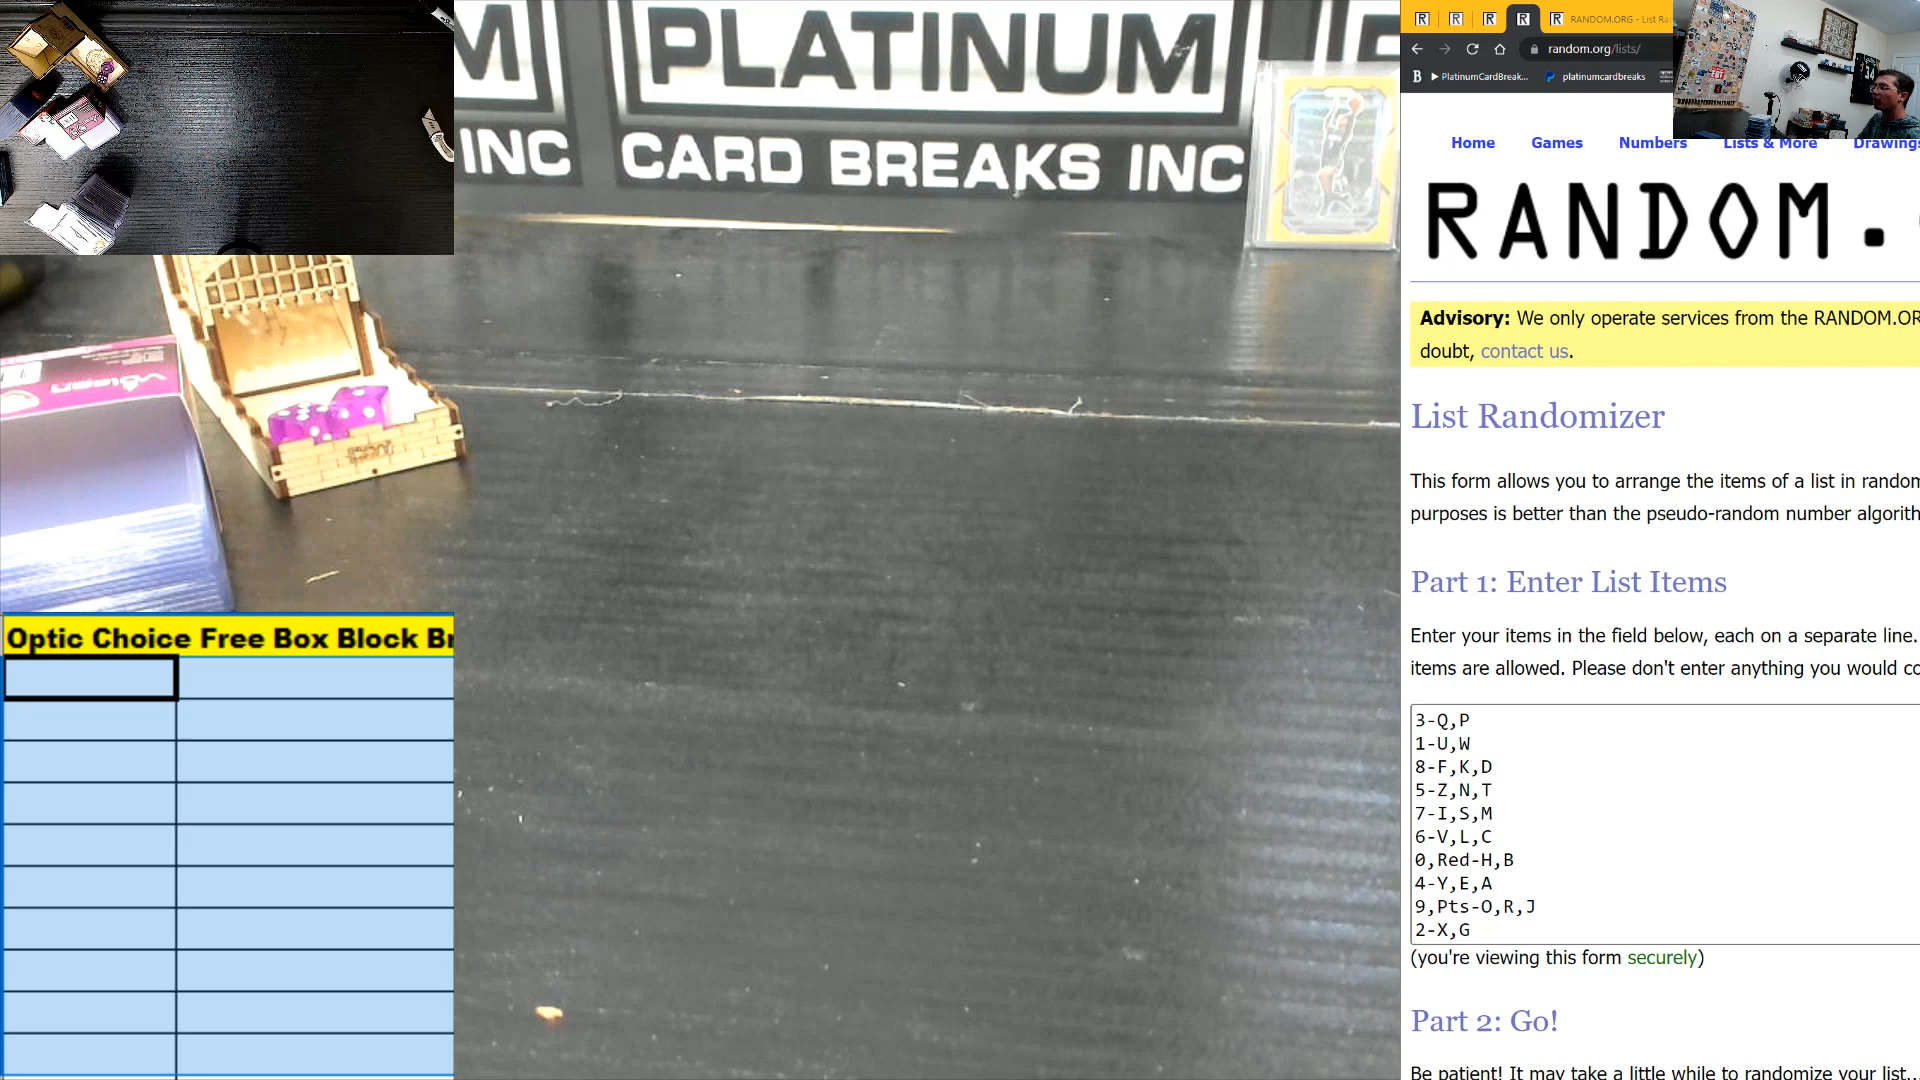 PLATINUM
CARD BREAKS INC
M
INC
RANDOM.ORG - List Ra
random.org/lists/
PlatinumCardBreak...
platinumcardbreaks
Home
Games
Numbers
Lists & More
Drawings
RANDOM.
Advisory: We only operate services from the RANDOM.OR
doubt, contact us.
List Randomizer
This form allows you to arrange the items of a list in random
purposes is better than the pseudo-random number algorith
Part 1: Enter List Items
Enter your items in the field below, each on a separate line.
items are allowed. Please don't enter anything you would co
3-Q,P
1-U,W
8-F,K,D
5-Z,N,T
7-I,S,M
6-V,L,C
0,Red-H,B
4-Y,E,A
9,Pts-O,R,J
2-X,G
(you're viewing this form securely)
Part 2: Go!
Be patient! It may take a little while to randomize your list...
Optic Choice Free Box Block Br